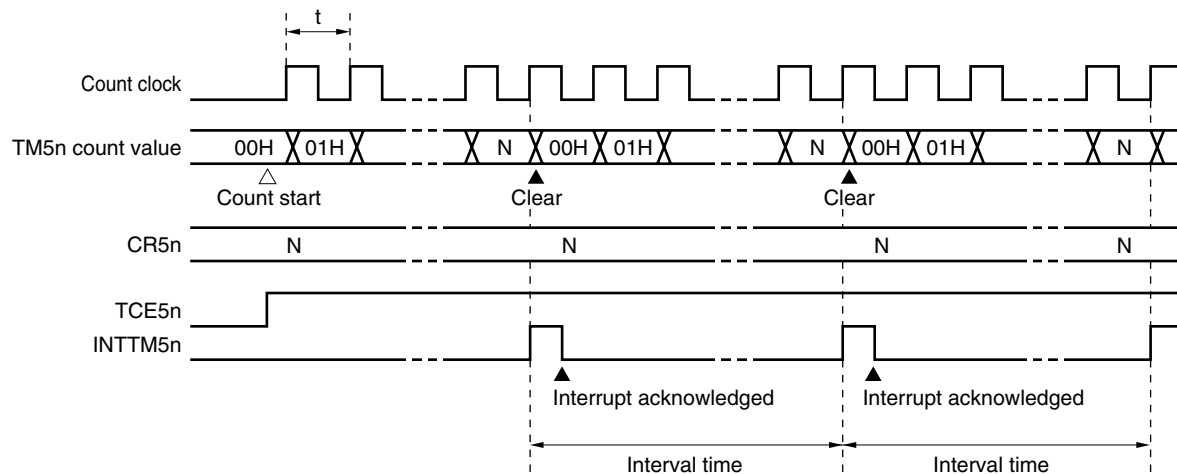 t
Count clock
TM5n count value 00H 01H N 00H 01H N 00H 01H N
Count start Clear Clear
CR5n N N N N
TCE5n
INTTM5n
Interrupt acknowledged Interrupt acknowledged
Interval time Interval time